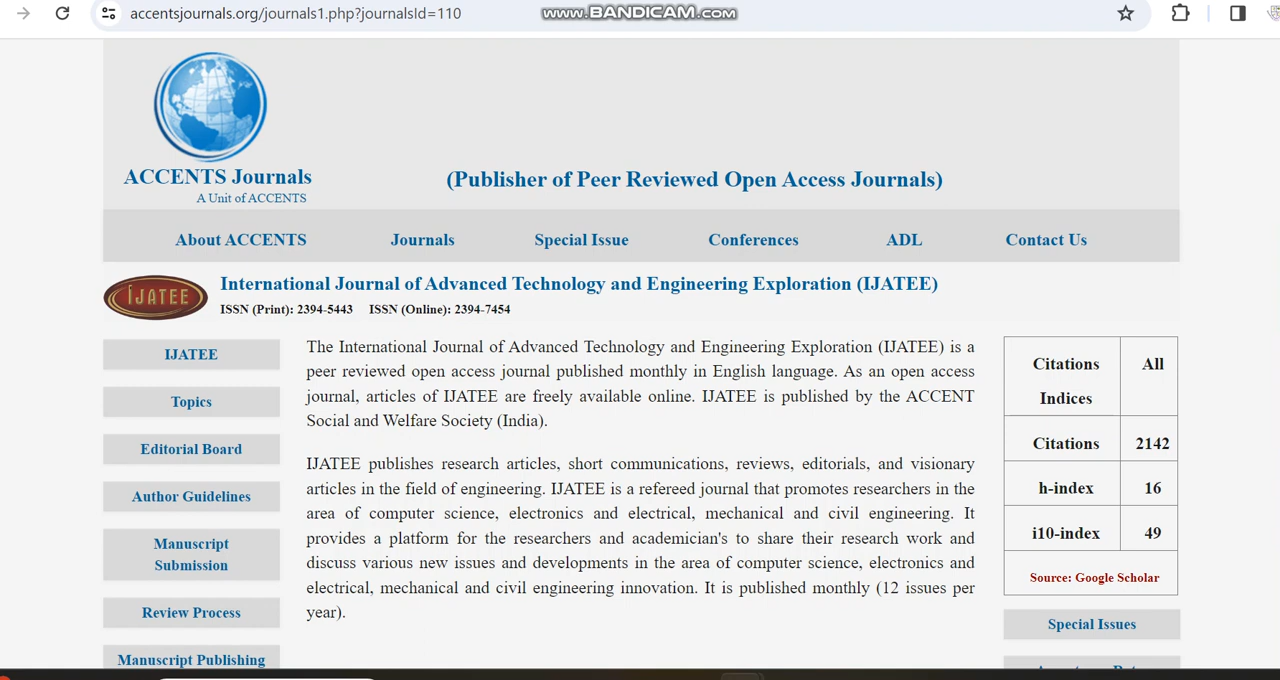 accentsjournals.org/journals1.php?journalsId=110
www.BANDICAM.com
ACCENTS Journals
A Unit of ACCENTS
(Publisher of Peer Reviewed Open Access Journals)
About ACCENTS Journals Special Issue Conferences ADL Contact Us
IJATEE
International Journal of Advanced Technology and Engineering Exploration (IJATEE)
ISSN (Print): 2394-5443 ISSN (Online): 2394-7454
IJATEE
Topics
Editorial Board
Author Guidelines
Manuscript
Submission
Review Process
Manuscript Publishing
The International Journal of Advanced Technology and Engineering Exploration (IJATEE) is a
peer reviewed open access journal published monthly in English language. As an open access
journal, articles of IJATEE are freely available online. IJATEE is published by the ACCENT
Social and Welfare Society (India).
IJATEE publishes research articles, short communications, reviews, editorials, and visionary
articles in the field of engineering. IJATEE is a refereed journal that promotes researchers in the
area of computer science, electronics and electrical, mechanical and civil engineering. It
provides a platform for the researchers and academician's to share their research work and
discuss various new issues and developments in the area of computer science, electronics and
electrical, mechanical and civil engineering innovation. It is published monthly (12 issues per
year).
Citations All
Indices
Citations 2142
h-index 16
i10-index 49
Source: Google Scholar
Special Issues